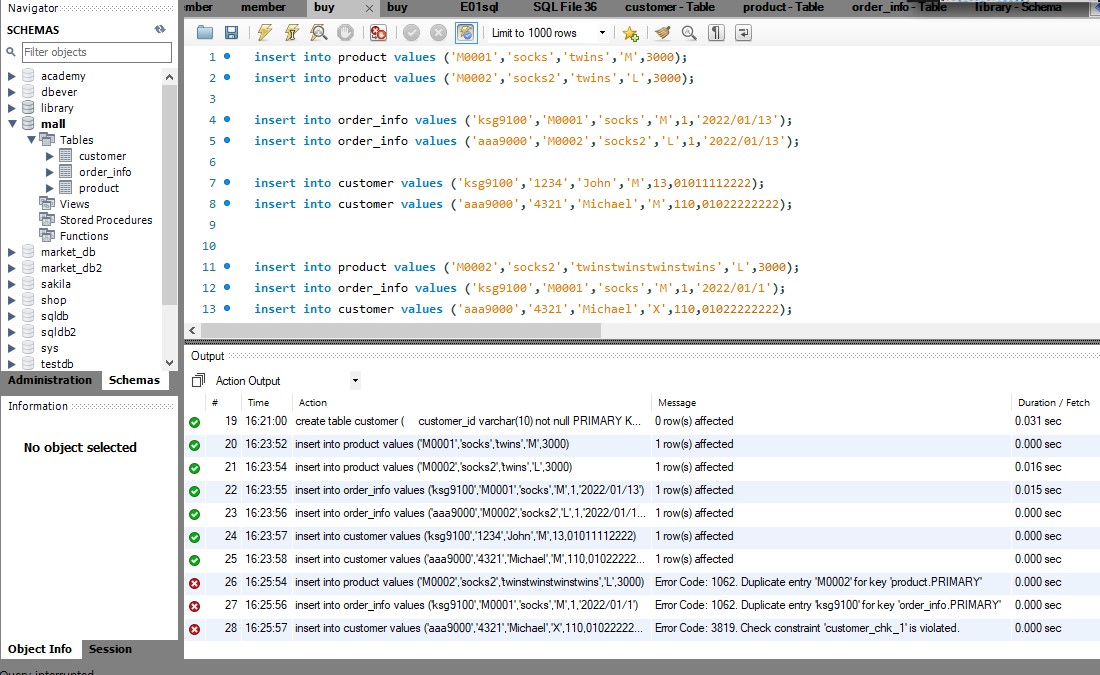 Navigator
SCHEMAS
Filter objects
academy
dbever
library
mall
Tables
customer
order_info
product
Views
Stored Procedures
Functions
market_db
market_db2
sakila
shop
sqldb
sqldb2
sys
testdb
Administration Schemas
Information
No object selected
Object Info Session
Query interrupted
mber member buy buy E01sql SQL File 36 customer - Table product - Table order_info - Table library - Schema
Limit to 1000 rows
1 insert into product values ('M0001','socks','twins','M',3000);
2 insert into product values ('M0002','socks2','twins','L',3000);
3
4 insert into order_info values ('ksg9100','M0001','socks','M',1,'2022/01/13');
5 insert into order_info values ('aaa9000','M0002','socks2','L',1,'2022/01/13');
6
7 insert into customer values ('ksg9100','1234','John','M',13,01011112222);
8 insert into customer values ('aaa9000','4321','Michael','M',110,01022222222);
9
10
11 insert into product values ('M0002','socks2','twinstwinstwinstwins','L',3000);
12 insert into order_info values ('ksg9100','M0001','socks','M',1,'2022/01/1');
13 insert into customer values ('aaa9000','4321','Michael','X',110,01022222222);
Output
Action Output
# Time Action Message Duration / Fetch
19 16:21:00 create table customer ( customer_id varchar(10) not null PRIMARY K... 0 row(s) affected 0.031 sec
20 16:23:52 insert into product values ('M0001','socks','twins','M',3000) 1 row(s) affected 0.000 sec
21 16:23:54 insert into product values ('M0002','socks2','twins','L',3000) 1 row(s) affected 0.016 sec
22 16:23:55 insert into order_info values ('ksg9100','M0001','socks','M',1,'2022/01/13') 1 row(s) affected 0.015 sec
23 16:23:56 insert into order_info values ('aaa9000','M0002','socks2','L',1,'2022/01/1... 1 row(s) affected 0.000 sec
24 16:23:57 insert into customer values ('ksg9100','1234','John','M',13,01011112222) 1 row(s) affected 0.000 sec
25 16:23:58 insert into customer values ('aaa9000','4321','Michael','M',110,01022222... 1 row(s) affected 0.000 sec
26 16:25:54 insert into product values ('M0002','socks2','twinstwinstwinstwins','L',3000) Error Code: 1062. Duplicate entry 'M0002' for key 'product.PRIMARY' 0.000 sec
27 16:25:56 insert into order_info values ('ksg9100','M0001','socks','M',1,'2022/01/1') Error Code: 1062. Duplicate entry 'ksg9100' for key 'order_info.PRIMARY' 0.000 sec
28 16:25:57 insert into customer values ('aaa9000','4321','Michael','X',110,01022222... Error Code: 3819. Check constraint 'customer_chk_1' is violated. 0.000 sec